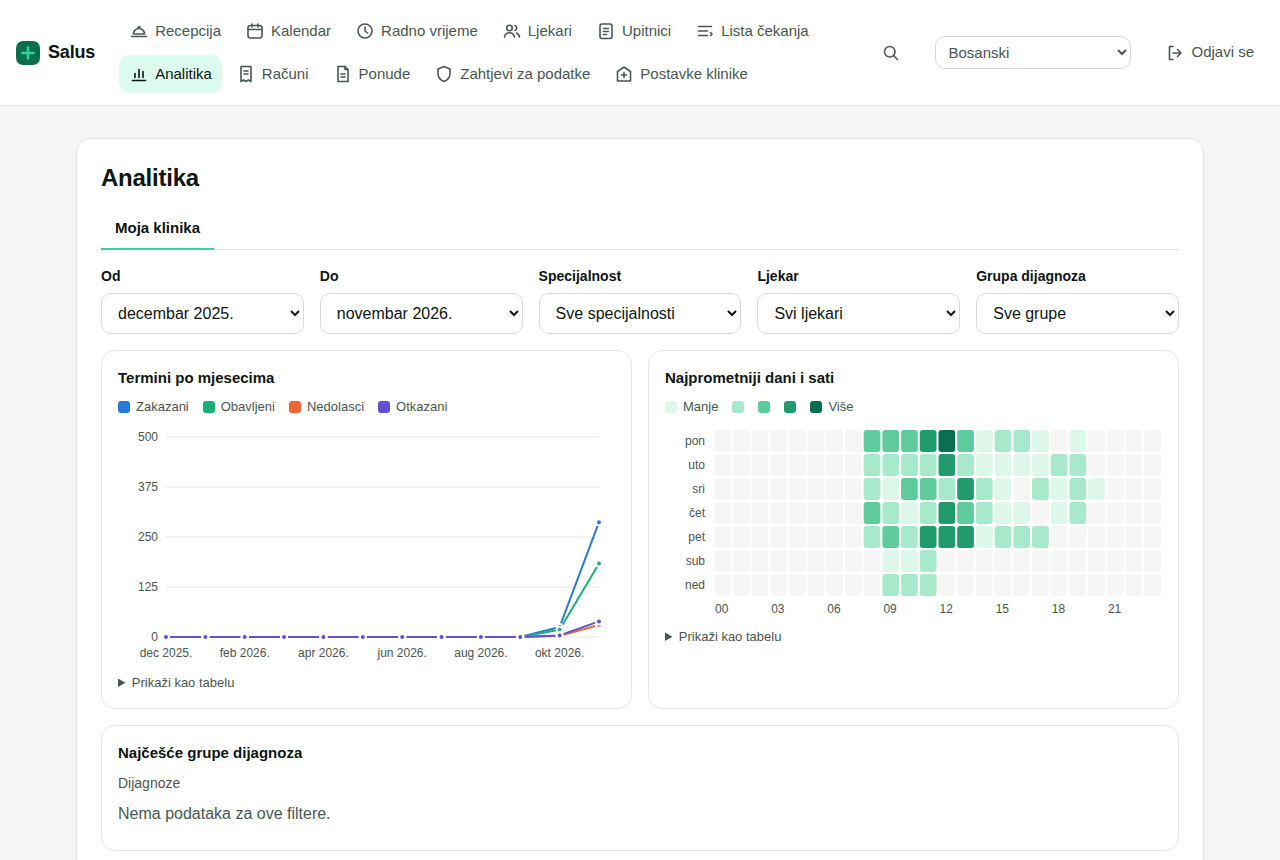 Salus
Recepcija
Kalendar
Radno vrijeme
Ljekari
Upitnici
Lista čekanja
Analitika
Računi
Ponude
Zahtjevi za podatke
Postavke klinike
Bosanski
Odjavi se
Analitika
Moja klinika
Od
Do
Specijalnost
Ljekar
Grupa dijagnoza
decembar 2025.
novembar 2026.
Sve specijalnosti
Svi ljekari
Sve grupe
Termini po mjesecima
Zakazani
Obavljeni
Nedolasci
Otkazani
500
375
250
125
0
dec 2025.
feb 2026.
apr 2026.
jun 2026.
aug 2026.
okt 2026.
Prikaži kao tabelu
Najprometniji dani i sati
Manje
Više
pon
uto
sri
čet
pet
sub
ned
00
03
06
09
12
15
18
21
Prikaži kao tabelu
Najčešće grupe dijagnoza
Dijagnoze
Nema podataka za ove filtere.